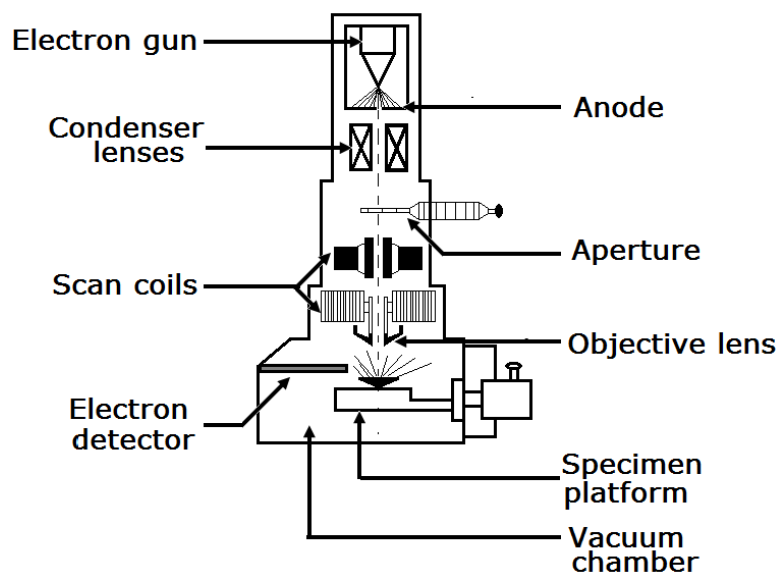 Electron gun
Anode
Condenser
lenses
Aperture
Scan coils
Objective lens
Electron
detector
Specimen
platform
Vacuum
chamber